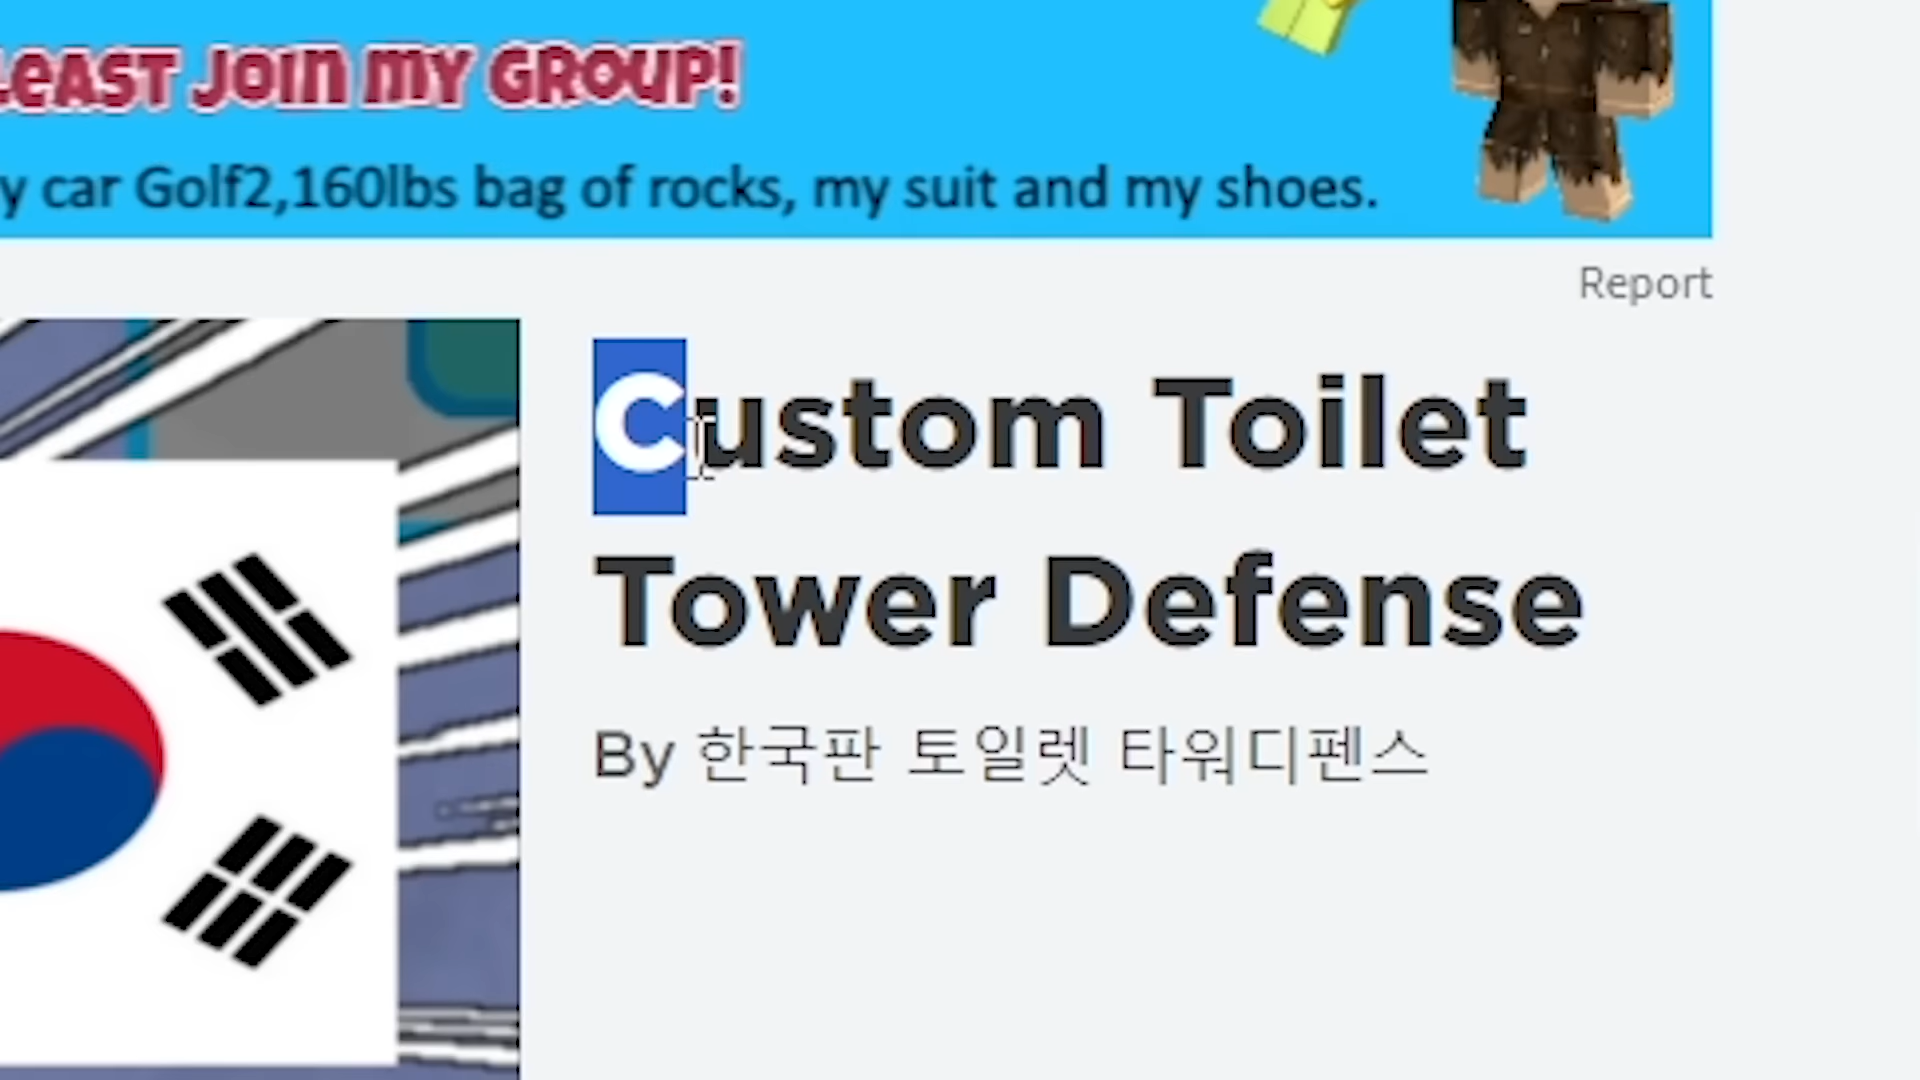 LEAST JOIN MY GROUP!
y car Golf2,160lbs bag of rocks, my suit and my shoes.
Report
Custom Toilet
Tower Defense
By 한국판 토일렛 타워디펜스